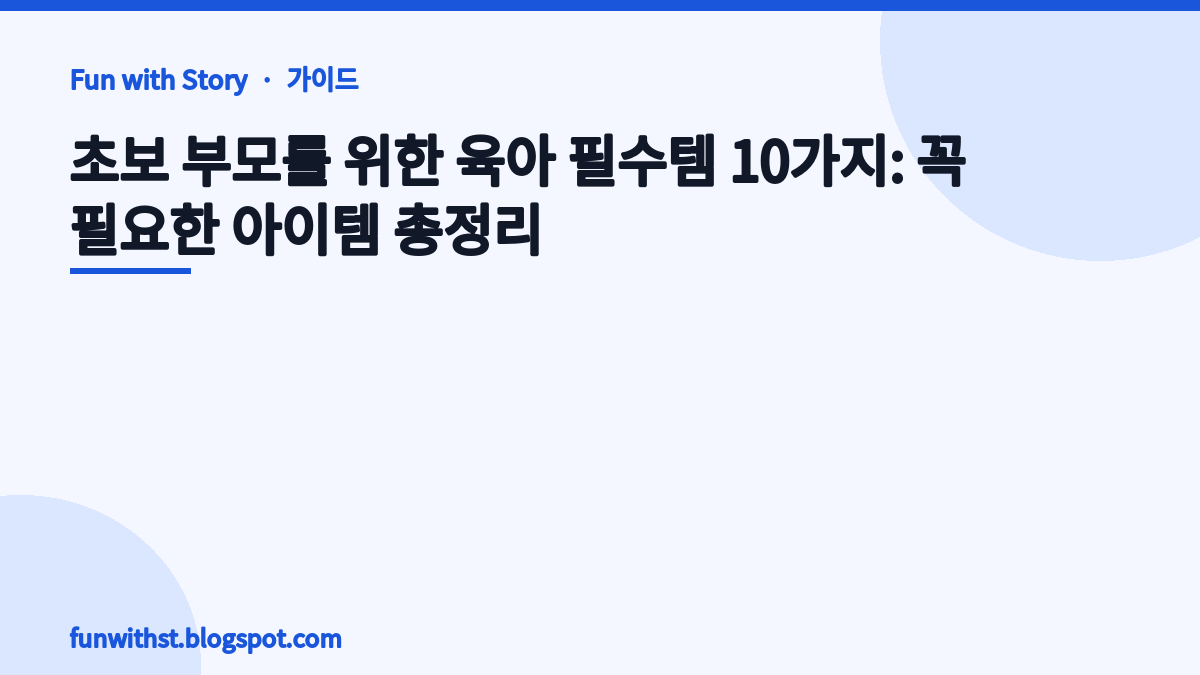 Fun with Story · 가이드
초보 부모를 위한 육아 필수템 10가지: 꼭
필요한 아이템 총정리
funwithst.blogspot.com